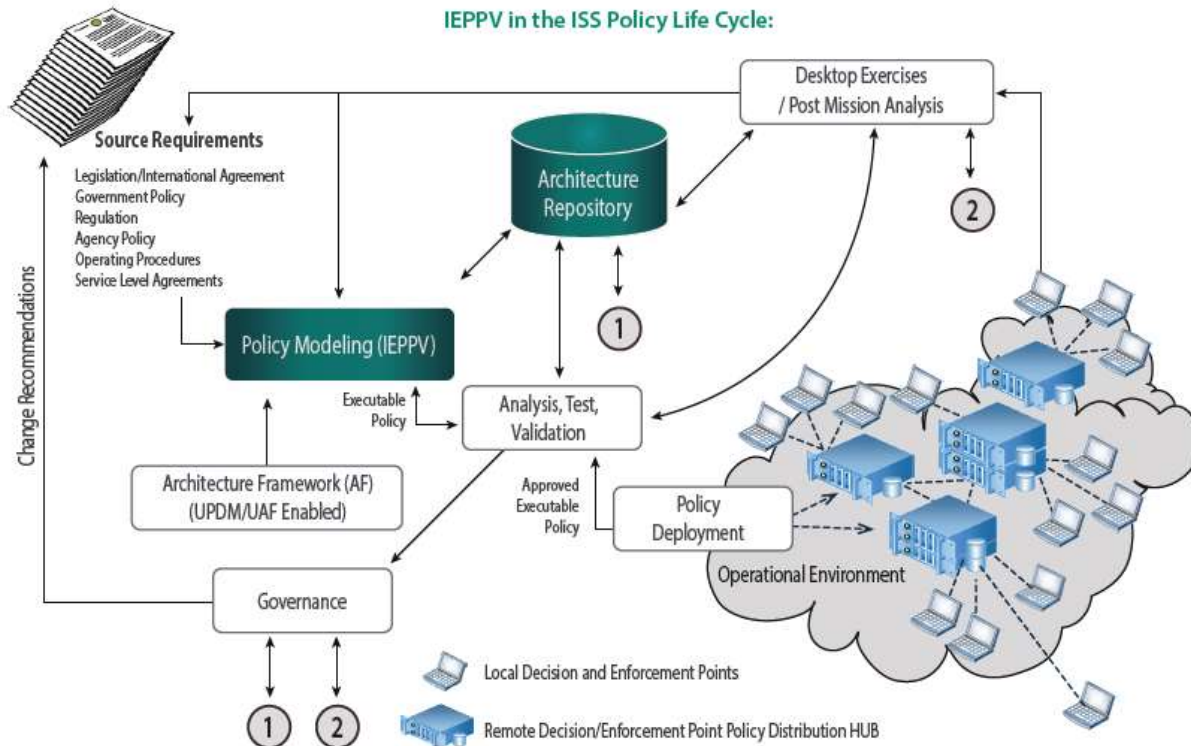 IEPPV in the ISS Policy Life Cycle:
Desktop Exercises
/ Post Mission Analysis
Source Requirements
Legislation/International Agreement
Government Policy
Regulation
Agency Policy
Operating Procedures
Service Level Agreements
Architecture
Repository
2
1
Change Recommendations
Policy Modeling (IEPPV)
Executable
Policy
Analysis, Test,
Validation
Architecture Framework (AF)
(UPDM/UAF Enabled)
Approved
Executable
Policy
Policy
Deployment
Operational Environment
Governance
1
2
Local Decision and Enforcement Points
Remote Decision/Enforcement Point Policy Distribution HUB